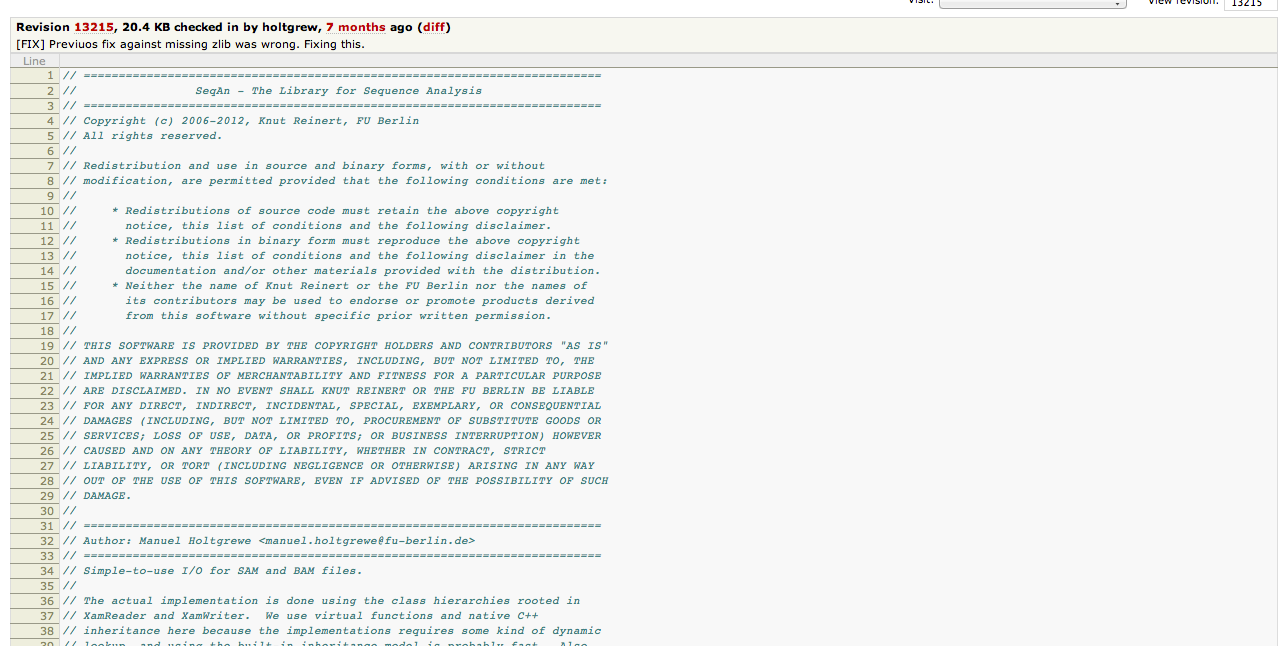 Visit:
View revision: 13215
Revision 13215, 20.4 KB checked in by holtgrew, 7 months ago (diff)
[FIX] Previuos fix against missing zlib was wrong. Fixing this.
Line
1 // ==========================================================================
2 //                 SeqAn - The Library for Sequence Analysis
3 // ==========================================================================
4 // Copyright (c) 2006-2012, Knut Reinert, FU Berlin
5 // All rights reserved.
6 //
7 // Redistribution and use in source and binary forms, with or without
8 // modification, are permitted provided that the following conditions are met:
9 //
10 //     * Redistributions of source code must retain the above copyright
11 //       notice, this list of conditions and the following disclaimer.
12 //     * Redistributions in binary form must reproduce the above copyright
13 //       notice, this list of conditions and the following disclaimer in the
14 //       documentation and/or other materials provided with the distribution.
15 //     * Neither the name of Knut Reinert or the FU Berlin nor the names of
16 //       its contributors may be used to endorse or promote products derived
17 //       from this software without specific prior written permission.
18 //
19 // THIS SOFTWARE IS PROVIDED BY THE COPYRIGHT HOLDERS AND CONTRIBUTORS "AS IS"
20 // AND ANY EXPRESS OR IMPLIED WARRANTIES, INCLUDING, BUT NOT LIMITED TO, THE
21 // IMPLIED WARRANTIES OF MERCHANTABILITY AND FITNESS FOR A PARTICULAR PURPOSE
22 // ARE DISCLAIMED. IN NO EVENT SHALL KNUT REINERT OR THE FU BERLIN BE LIABLE
23 // FOR ANY DIRECT, INDIRECT, INCIDENTAL, SPECIAL, EXEMPLARY, OR CONSEQUENTIAL
24 // DAMAGES (INCLUDING, BUT NOT LIMITED TO, PROCUREMENT OF SUBSTITUTE GOODS OR
25 // SERVICES; LOSS OF USE, DATA, OR PROFITS; OR BUSINESS INTERRUPTION) HOWEVER
26 // CAUSED AND ON ANY THEORY OF LIABILITY, WHETHER IN CONTRACT, STRICT
27 // LIABILITY, OR TORT (INCLUDING NEGLIGENCE OR OTHERWISE) ARISING IN ANY WAY
28 // OUT OF THE USE OF THIS SOFTWARE, EVEN IF ADVISED OF THE POSSIBILITY OF SUCH
29 // DAMAGE.
30 //
31 // ==========================================================================
32 // Author: Manuel Holtgrewe <manuel.holtgrewe@fu-berlin.de>
33 // ==========================================================================
34 // Simple-to-use I/O for SAM and BAM files.
35 //
36 // The actual implementation is done using the class hierarchies rooted in
37 // XamReader and XamWriter.  We use virtual functions and native C++
38 // inheritance here because the implementations requires some kind of dynamic
39 // lookup, and using the built-in inheritance model is probably fast.  Also